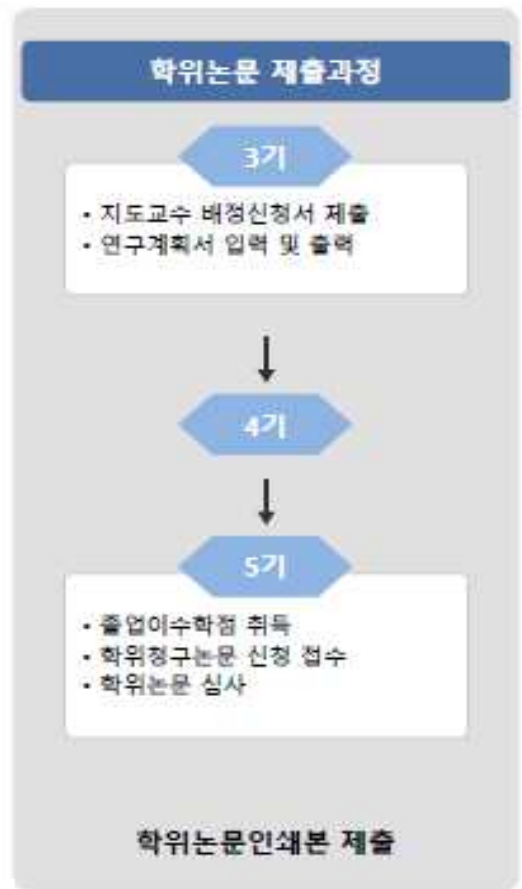 학위논문 제출과정
3기
• 지도교수 배정신청서 제출
• 연구계획서 입력 및 출력
4기
5기
• 졸업이수학점 취득
• 학위청구논문 신청 접수
• 학위논문 심사
학위논문인쇄본 제출